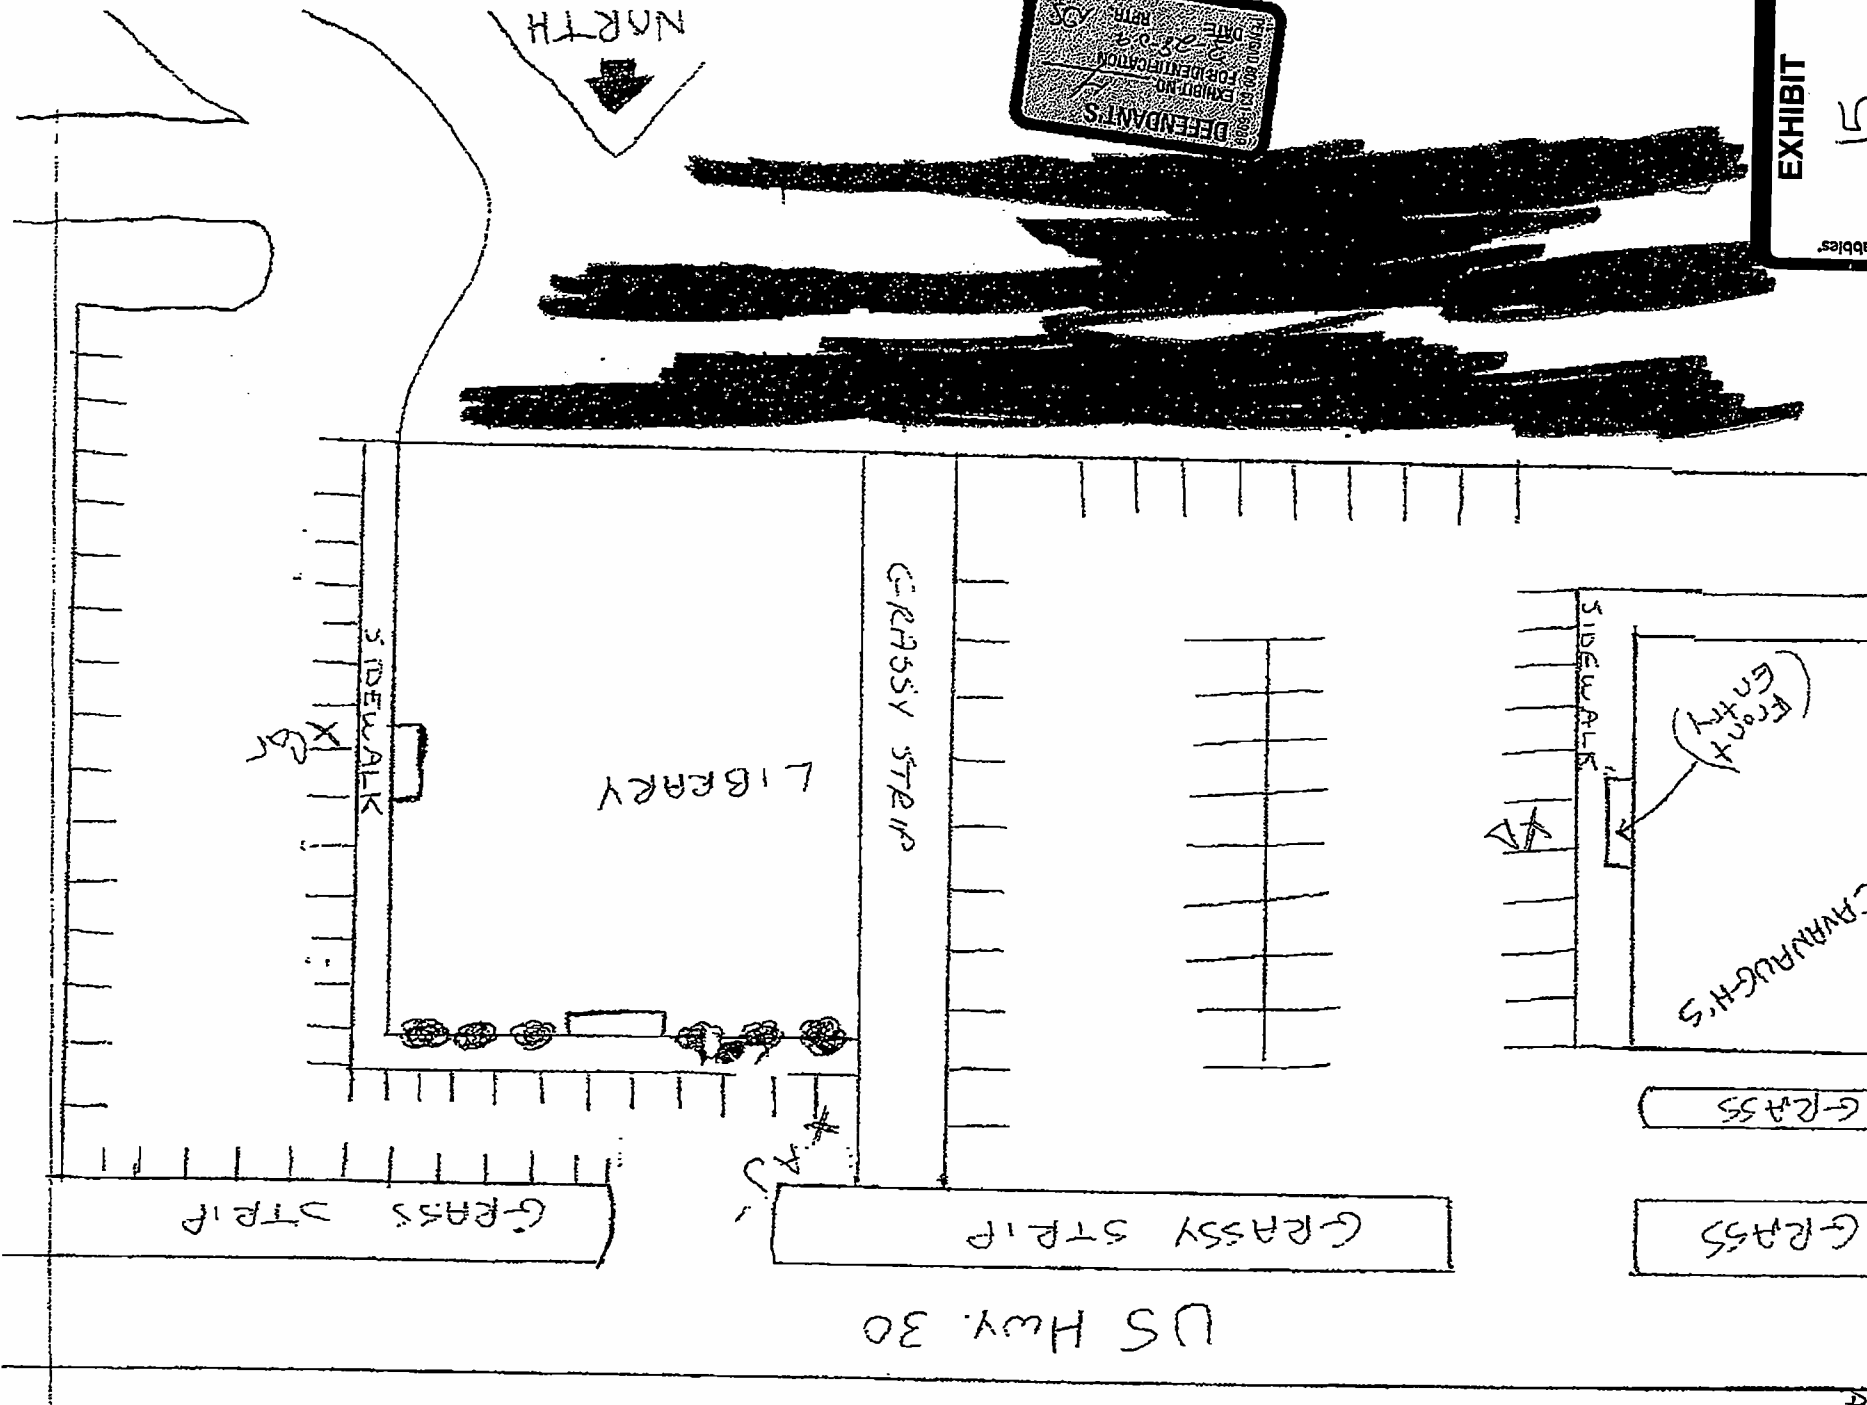 NORTH
DEFENDANT'S
EXHIBIT NO.
FOR IDENTIFICATION
DATE:
RPTR:
EXHIBIT
15
SIDEWALK
LIBRARY
GRASSY STRIP
SIDEWALK
(Front
Entry)
CAVANAUGH'S
X
GRASS
GRASS STRIP
GRASSY STRIP
GRASS
US Hwy. 30